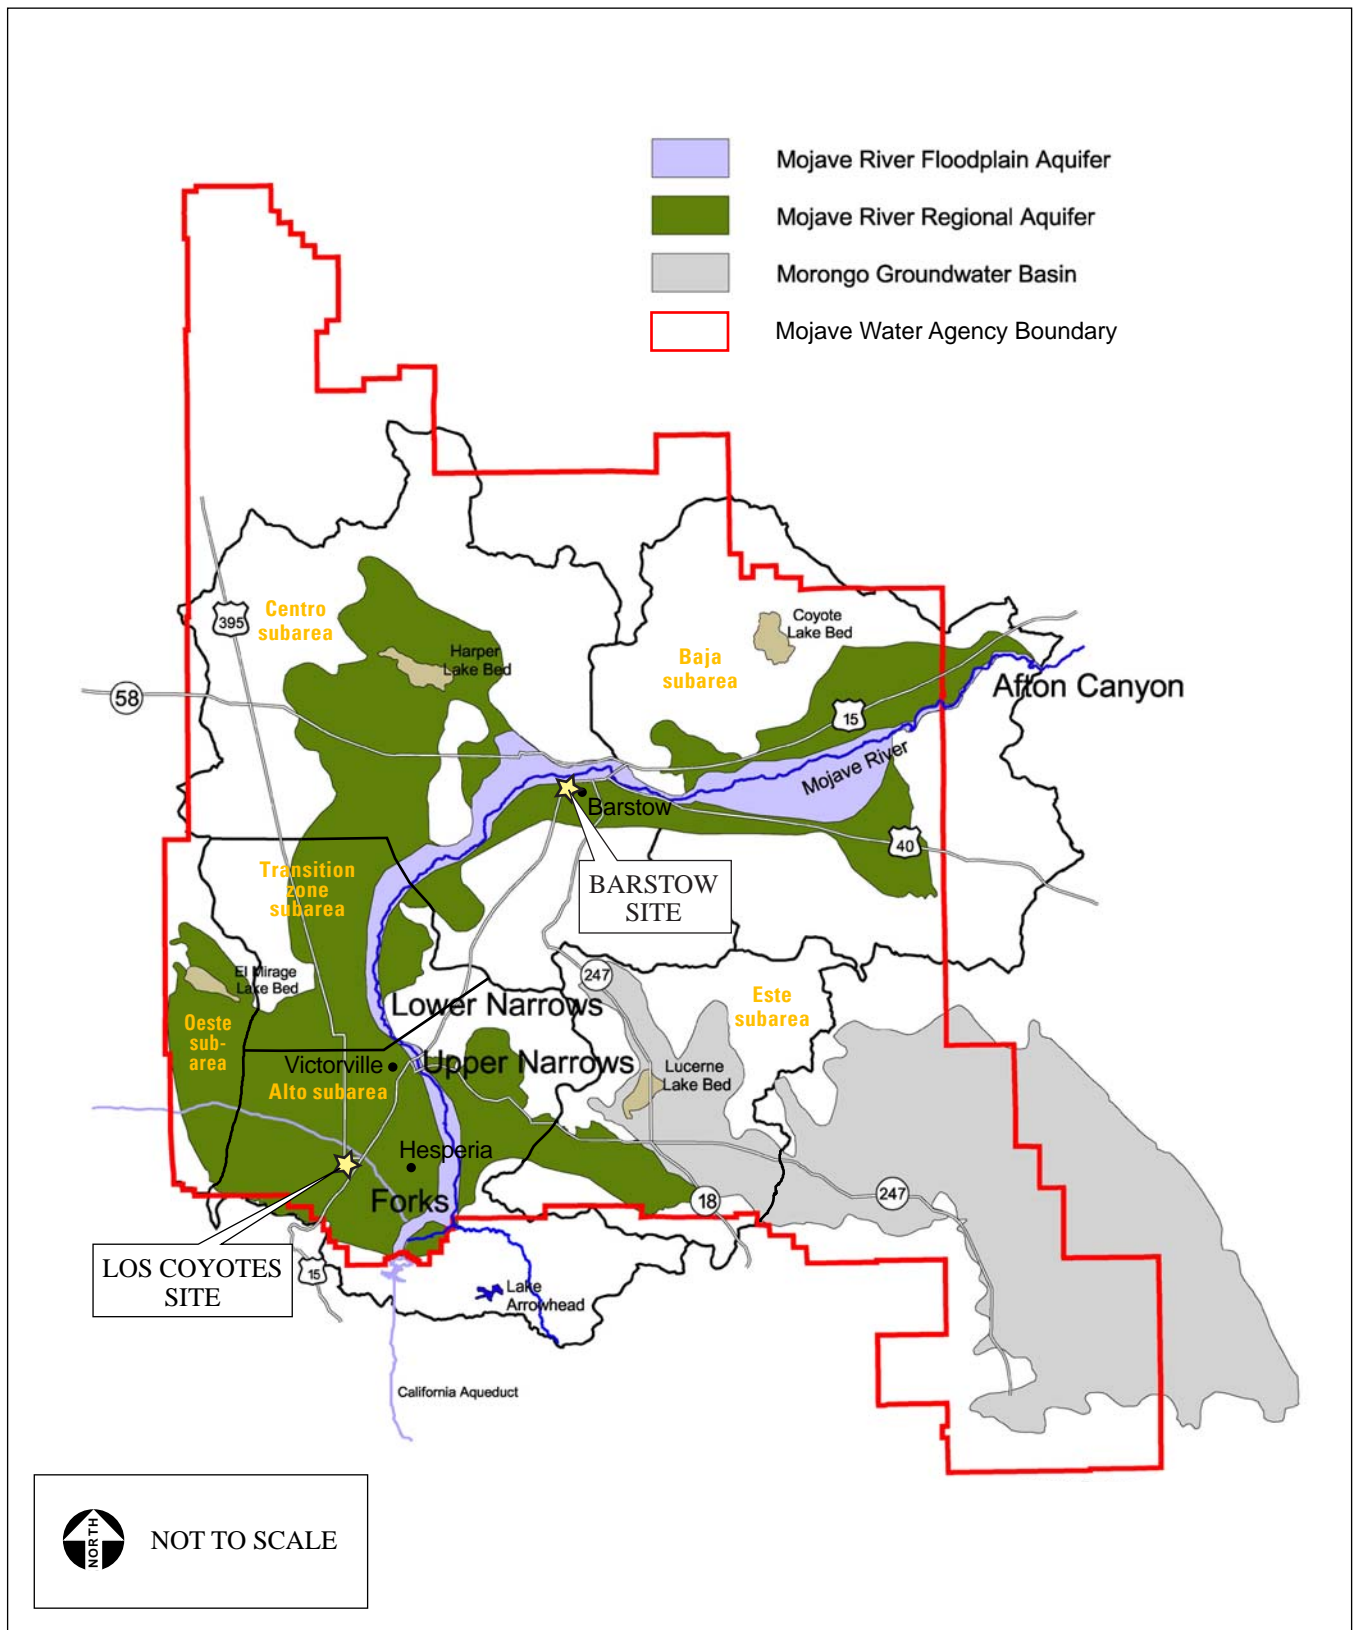 Mojave River Floodplain Aquifer
Mojave River Regional Aquifer
Morongo Groundwater Basin
Mojave Water Agency Boundary
Centro
subarea
395
Harper
Lake Bed
Coyote
Lake Bed
Baja
subarea
58
15
Afton Canyon
Mojave River
Barstow
40
BARSTOW
SITE
Transition
zone
subarea
El Mirage
Lake Bed
247
Este
subarea
Lower Narrows
Oeste
sub-
area
Victorville
Upper Narrows
Lucerne
Lake Bed
Alto subarea
Hesperia
Forks
18
247
LOS COYOTES
SITE
15
Lake
Arrowhead
California Aqueduct
NORTH
NOT TO SCALE